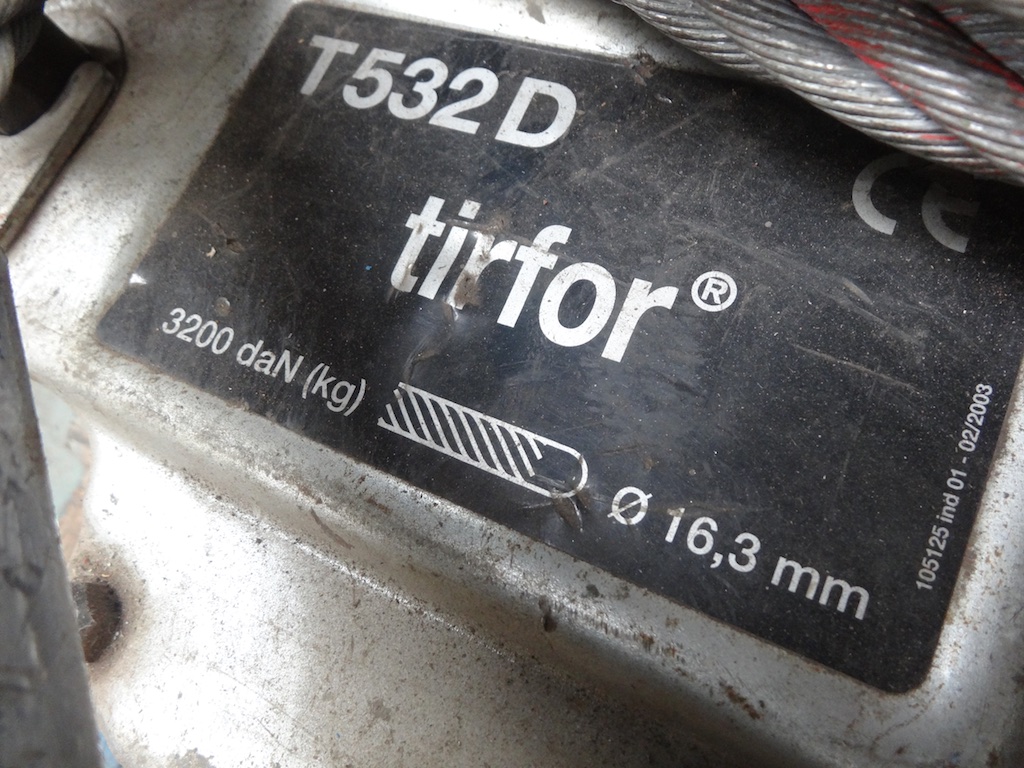 T532D
tirfor®
CE
3200 daN (kg)
Ø 16,3 mm
105125 ind 01 - 02/2003